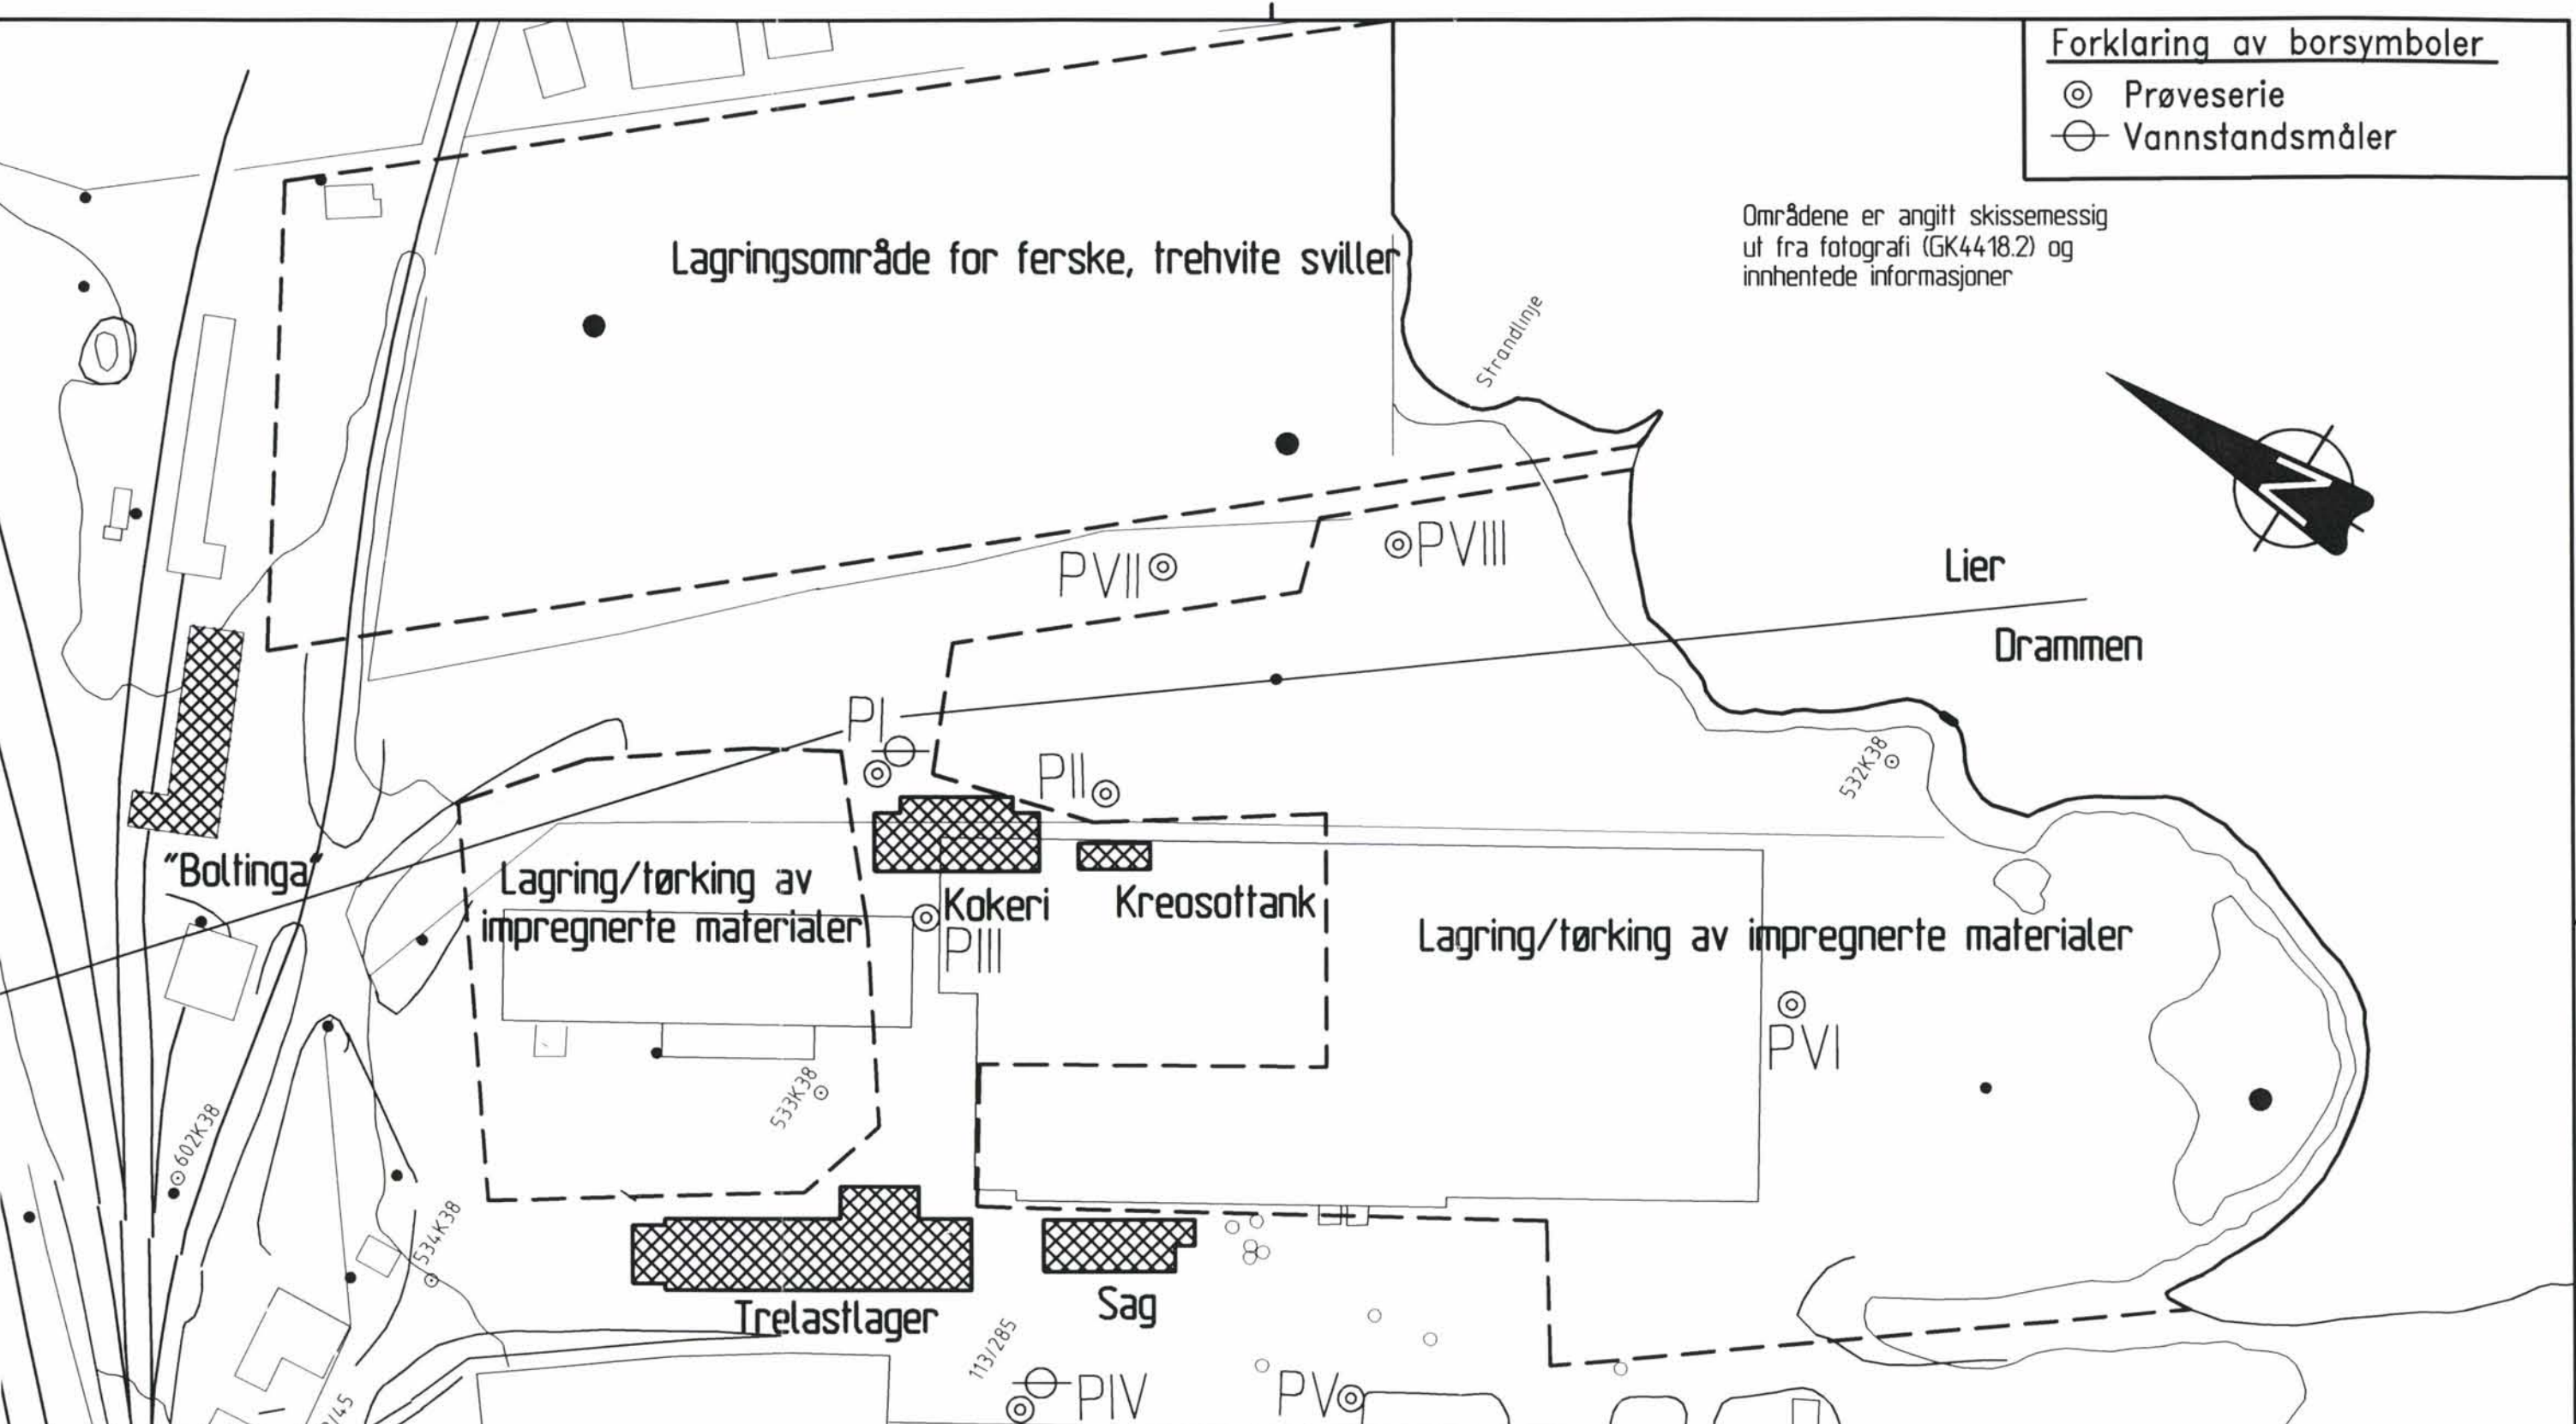 Forklaring av borsymboler
Prøveserie
Vannstandsmåler
Områdene er angitt skissemessig
ut fra fotografi (GK4418.2) og
innhentede informasjoner
Lagringsområde for ferske, trehvite sviller
Strandlinje
N
PVII
PVIII
Lier
Drammen
PI
PII
532K38
"Boltinga"
Lagring/tørking av
impregnerte materialer
Kokeri
PIII
Kreosottank
Lagring/tørking av impregnerte materialer
PVI
533K38
602K38
534K38
Trelastlager
Sag
113/285
PIV
PV
/45